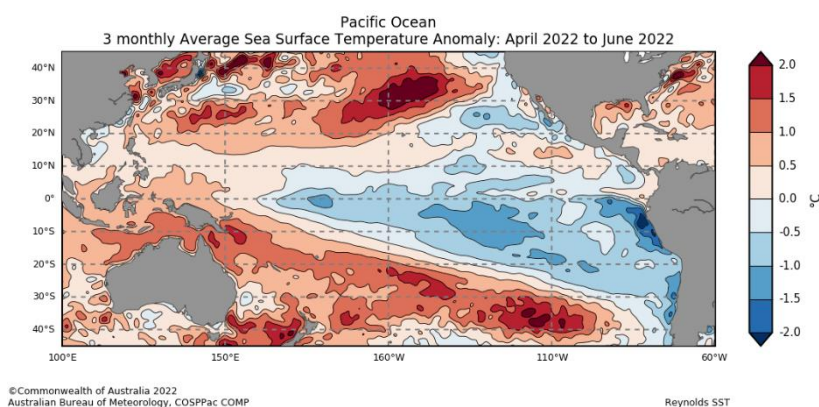 Pacific Ocean
3 monthly Average Sea Surface Temperature Anomaly: April 2022 to June 2022
40°N
30°N
20°N
10°N
0°
10°S
20°S
30°S
40°S
100°E
150°E
160°W
110°W
60°W
2.0
1.5
1.0
0.5
0.0
-0.5
-1.0
-1.5
-2.0
°C
©Commonwealth of Australia 2022
Australian Bureau of Meteorology, COSPPac COMP
Reynolds SST